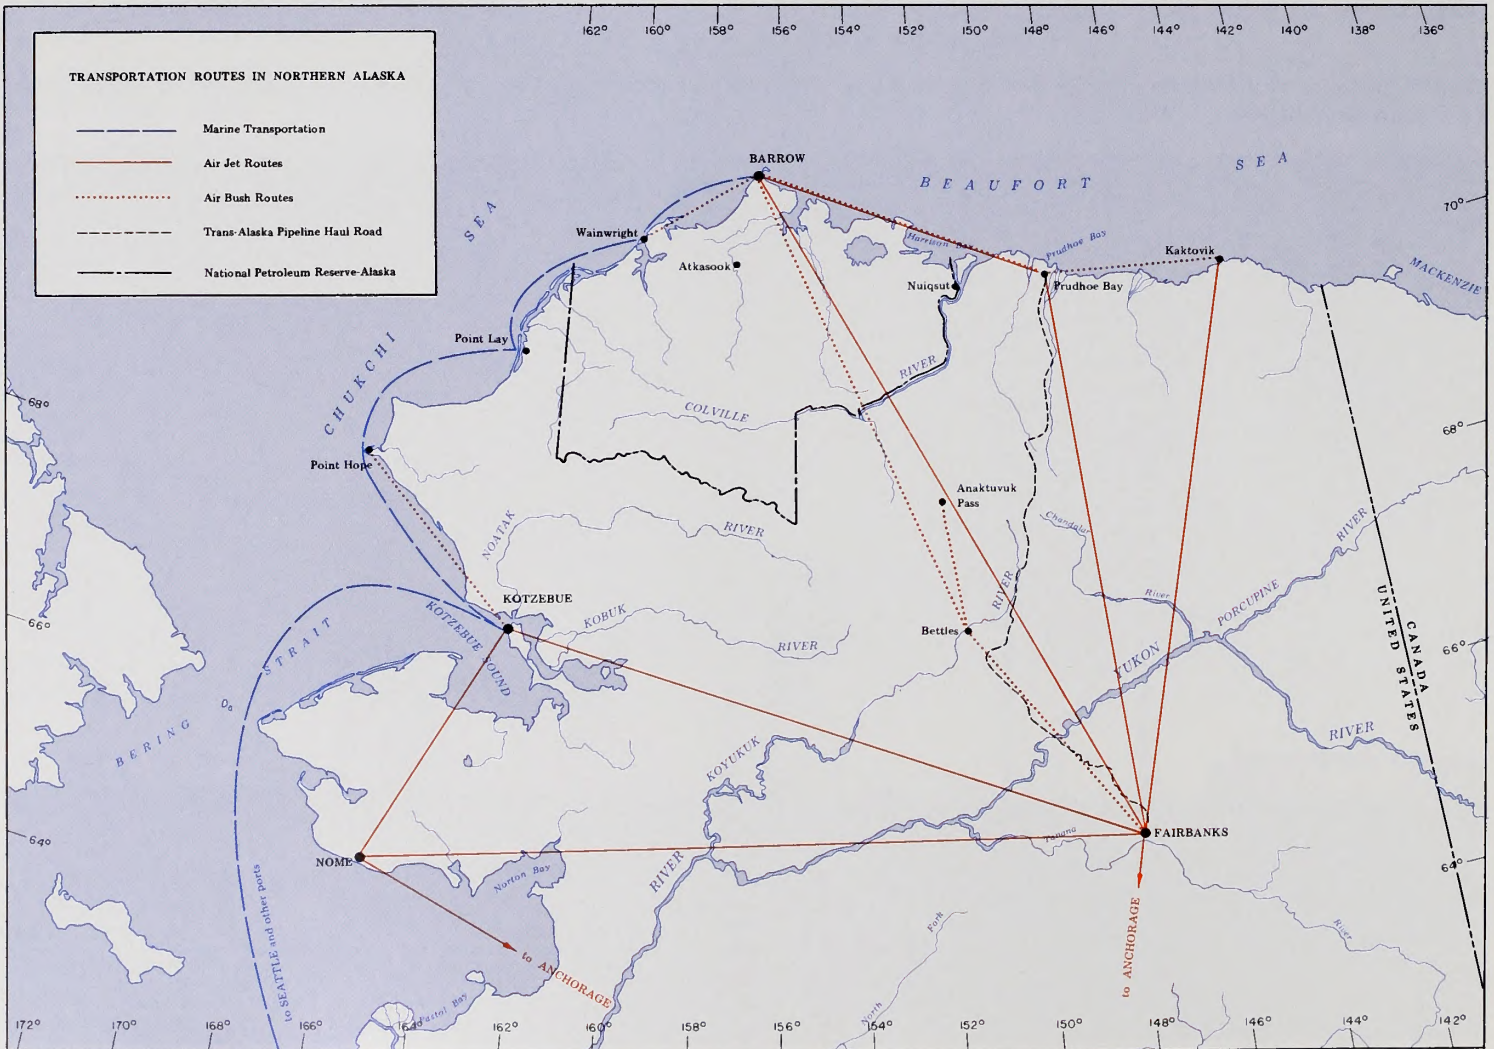 162° 160° 158° 156° 154° 152° 150° 148° 146° 144° 142° 140° 138° 136°
TRANSPORTATION ROUTES IN NORTHERN ALASKA
Marine Transportation
Air Jet Routes
Air Bush Routes
Trans-Alaska Pipeline Haul Road
National Petroleum Reserve-Alaska
BARROW
BEAUFORT SEA
70°
CHUKCHI SEA
Wainwright
Atkasook
Harrison Bay
Nuiqsut
Prudhoe Bay
Prudhoe Bay
Kaktovik
MACKENZIE
Point Lay
RIVER
COLVILLE
68°
68°
Point Hope
Anaktuvuk
Pass
NOATAK
RIVER
Chandalar
River
PORCUPINE
RIVER
KOTZEBUE
KOBUK
RIVER
RIVER
Bettles
66°
66°
KOTZEBUE SOUND
BERING STRAIT
YUKON
RIVER
CANADA
UNITED STATES
KOYUKUK
RIVER
NOME
Norton Bay
Tanana
River
FAIRBANKS
64°
64°
to ANCHORAGE
to ANCHORAGE
to SEATTLE and other ports
Pastol Bay
North Fork
172° 170° 168° 166° 164° 162° 160° 158° 156° 154° 152° 150° 148° 146° 144° 142°